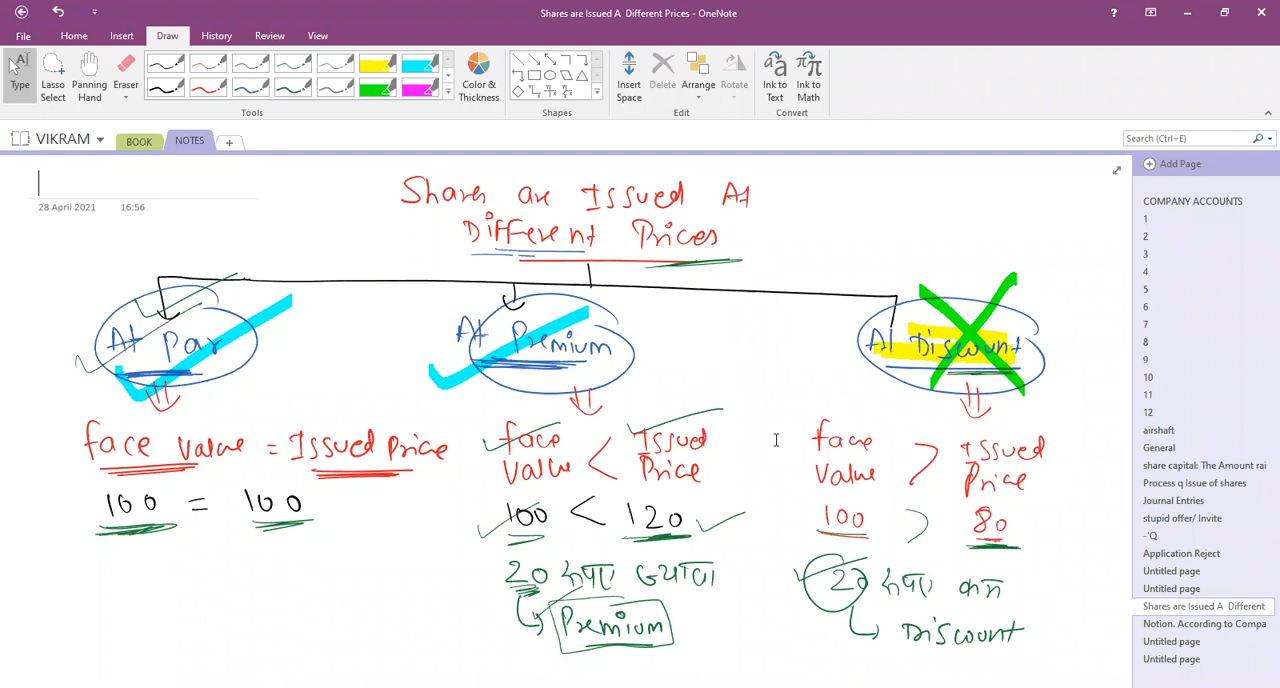 Shares are Issued A  Different Prices - OneNote
?
File Home Insert Draw History Review View
Type
Lasso Select
Panning Hand
Eraser
Color & Thickness
Insert Space
Delete
Arrange
Rotate
Ink to Text
Ink to Math
Tools
Shapes
Edit
Convert
VIKRAM
BOOK
NOTES
Search (Ctrl+E)
28 April 2021 16:56
Shares are Issued At
Different Prices
At Par
At Premium
At Discount
face value = Issued Price
100 = 100
face value < Issued Price
100 < 120
20 रुपए ज्यादा
Premium
face value > Issued Price
100 > 80
20 रुपए कम
Discount
Add Page
COMPANY ACCOUNTS
1
2
3
4
5
6
7
8
9
10
11
12
airshaft
General
share capital: The Amount rai
Process q Issue of shares
Journal Entries
stupid offer/ Invite
-'Q
Application Reject
Untitled page
Untitled page
Shares are Issued A  Different
Notion. According to Compa
Untitled page
Untitled page